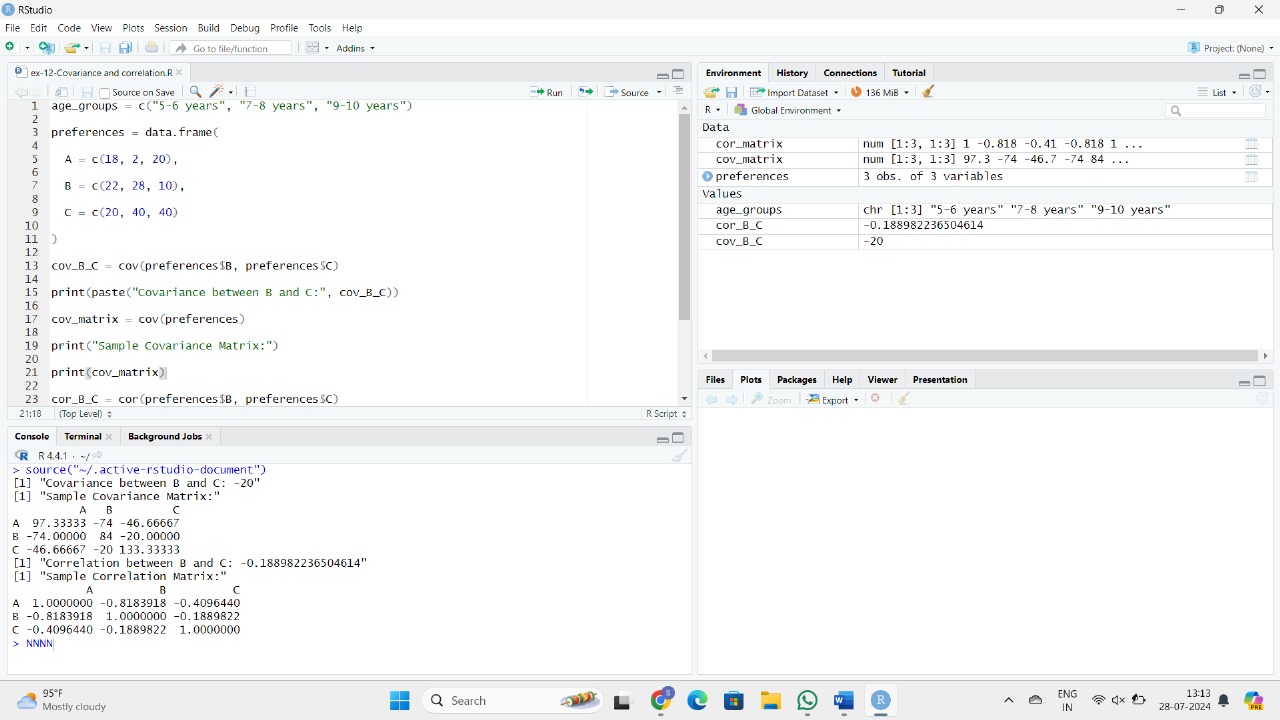 RStudio
File Edit Code View Plots Session Build Debug Profile Tools Help
Go to file/function Addins Project: (None)
ex-12-Covariance and correlation.R
Source on Save Run Source
1 age_groups = c("5-6 years", "7-8 years", "9-10 years")
2
3 preferences = data.frame(
4
5 A = c(18, 2, 20),
6
7 B = c(22, 28, 10),
8
9 C = c(20, 40, 40)
10
11 )
12
13 cov_B_C = cov(preferences$B, preferences$C)
14
15 print(paste("Covariance between B and C:", cov_B_C))
16
17 cov_matrix = cov(preferences)
18
19 print("Sample Covariance Matrix:")
20
21 print(cov_matrix)
22
23 cor_B_C = cor(preferences$B, preferences$C)
21:18 (Top Level) R Script
Console Terminal Background Jobs
R 4.4.1 · ~/
> source("~/.active-rstudio-document")
[1] "Covariance between B and C: -20"
[1] "Sample Covariance Matrix:"
A B C
A 97.33333 -74 -46.66667
B -74.00000 84 -20.00000
C -46.66667 -20 133.33333
[1] "Correlation between B and C: -0.188982236504614"
[1] "Sample Correlation Matrix:"
A B C
A 1.0000000 -0.8183918 -0.4096440
B -0.8183918 1.0000000 -0.1889822
C -0.4096440 -0.1889822 1.0000000
> NNNN
Environment History Connections Tutorial
Import Dataset 136 MiB List
R Global Environment
Data
cor_matrix num [1:3, 1:3] 1 -0.818 -0.41 -0.818 1 ...
cov_matrix num [1:3, 1:3] 97.3 -74 -46.7 -74 84 ...
preferences 3 obs. of 3 variables
Values
age_groups chr [1:3] "5-6 years" "7-8 years" "9-10 years"
cor_B_C -0.188982236504614
cov_B_C -20
Files Plots Packages Help Viewer Presentation
Zoom Export
95°F
Mostly cloudy
Search
ENG
IN
13:13
28-07-2024